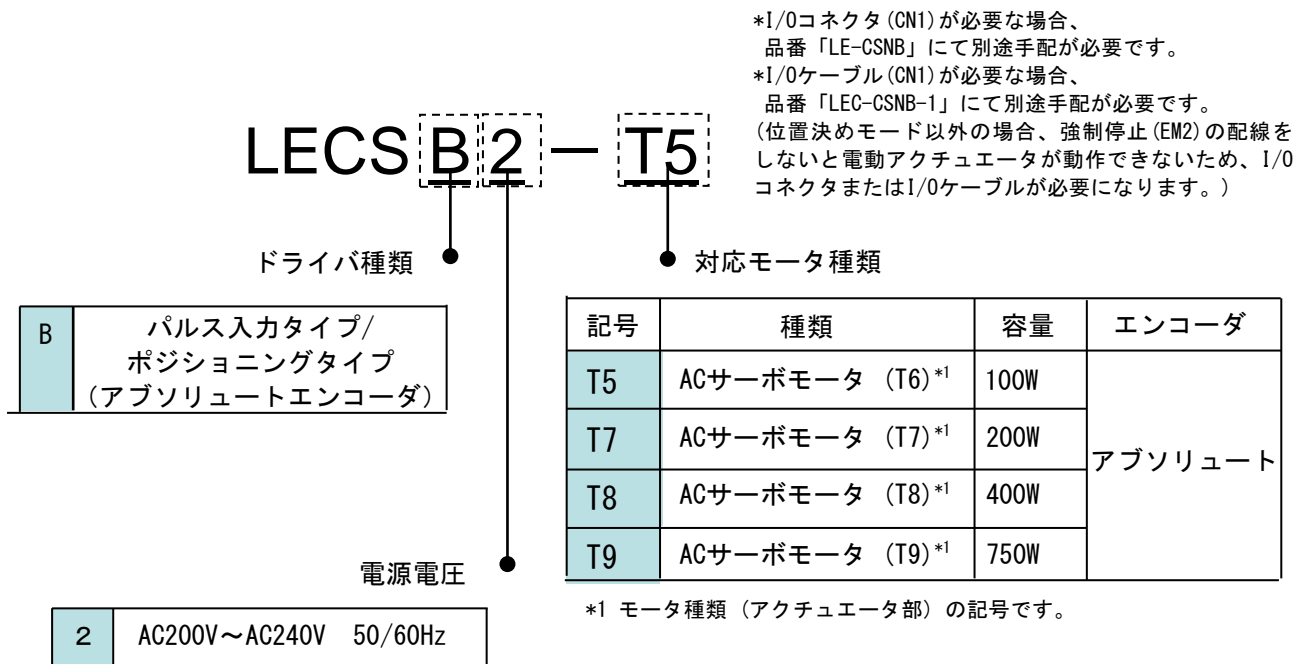 *I/Oコネクタ(CN1)が必要な場合、
品番「LE-CSNB」にて別途手配が必要です。
*I/Oケーブル(CN1)が必要な場合、
品番「LEC-CSNB-1」にて別途手配が必要です。
(位置決めモード以外の場合、強制停止(EM2)の配線を
しないと電動アクチュエータが動作できないため、I/O
コネクタまたはI/Oケーブルが必要になります。)
LECS B 2 － T5
ドライバ種類
対応モータ種類
B パルス入力タイプ/
ポジショニングタイプ
(アブソリュートエンコーダ)
記号 種類 容量 エンコーダ
T5 ACサーボモータ (T6)*1 100W
T7 ACサーボモータ (T7)*1 200W
アブソリュート
T8 ACサーボモータ (T8)*1 400W
T9 ACサーボモータ (T9)*1 750W
電源電圧
*1 モータ種類(アクチュエータ部)の記号です。
2 AC200V～AC240V 50/60Hz